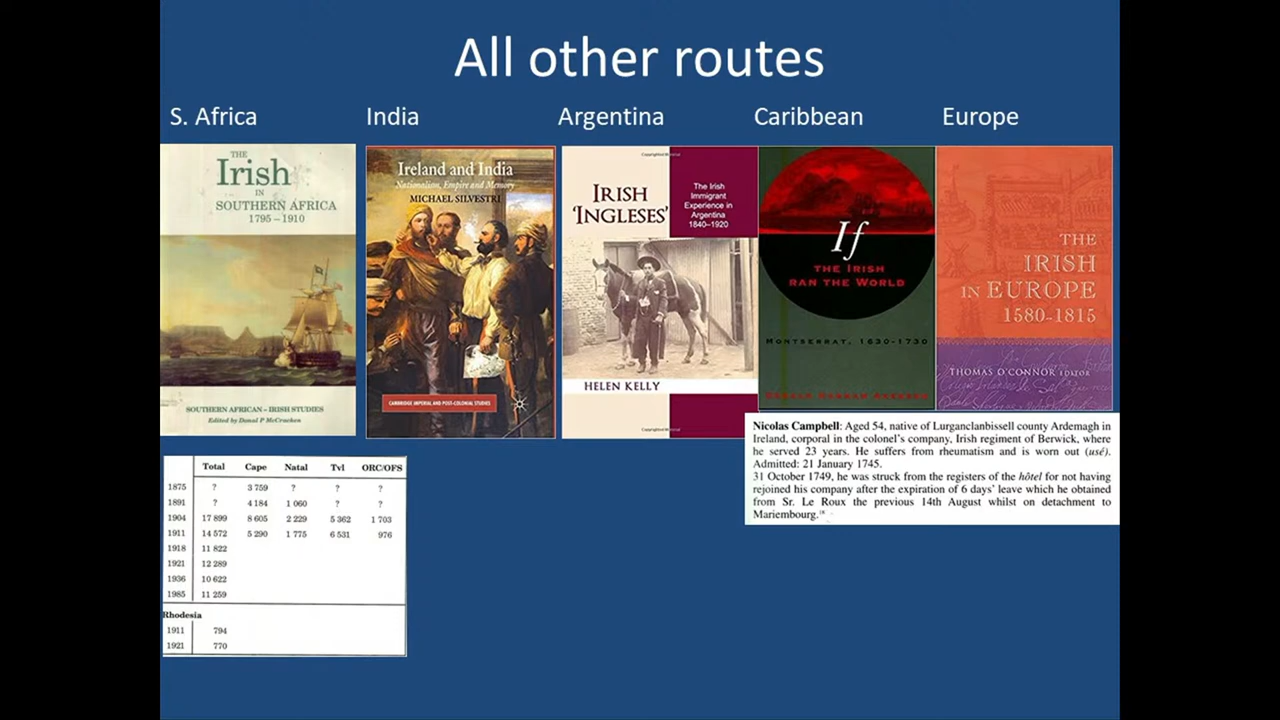 All other routes
S. Africa
India
Argentina
Caribbean
Europe
THE
Irish
IN
SOUTHERN AFRICA
1795 – 1910
SOUTHERN AFRICAN – IRISH STUDIES
Edited by Donal P McCracken
Ireland and India
Nationalism, Empire and Memory
MICHAEL SILVESTRI
CAMBRIDGE IMPERIAL AND POST-COLONIAL STUDIES
Copyrighted Material
IRISH
'INGLESES'
The Irish
Immigrant
Experience in
Argentina
1840–1920
HELEN KELLY
Copyrighted Material
If
THE IRISH
RAN THE WORLD
MONTSERRAT, 1630-1730
THE
IRISH
IN EUROPE
1580-1815
THOMAS O'CONNOR EDITOR
Nicolas Campbell: Aged 54, native of Lurganclanbissell county Ardemagh in
Ireland, corporal in the colonel's company, Irish regiment of Berwick, where
he served 23 years. He suffers from rheumatism and is worn out (usé).
Admitted: 21 January 1745.
31 October 1749, he was struck from the registers of the hôtel for not having
rejoined his company after the expiration of 6 days' leave which he obtained
from Sr. Le Roux the previous 14th August whilst on detachment to
Mariembourg.
Total Cape Natal Tvl ORC/OFS
1875 ? 3 759 ? ? ?
1891 ? 4 184 1 060 ? ?
1904 17 899 8 605 2 229 5 362 1 703
1911 14 572 5 290 1 775 6 531 976
1918 11 822
1921 12 289
1936 10 622
1985 11 259
Rhodesia
1911 794
1921 770